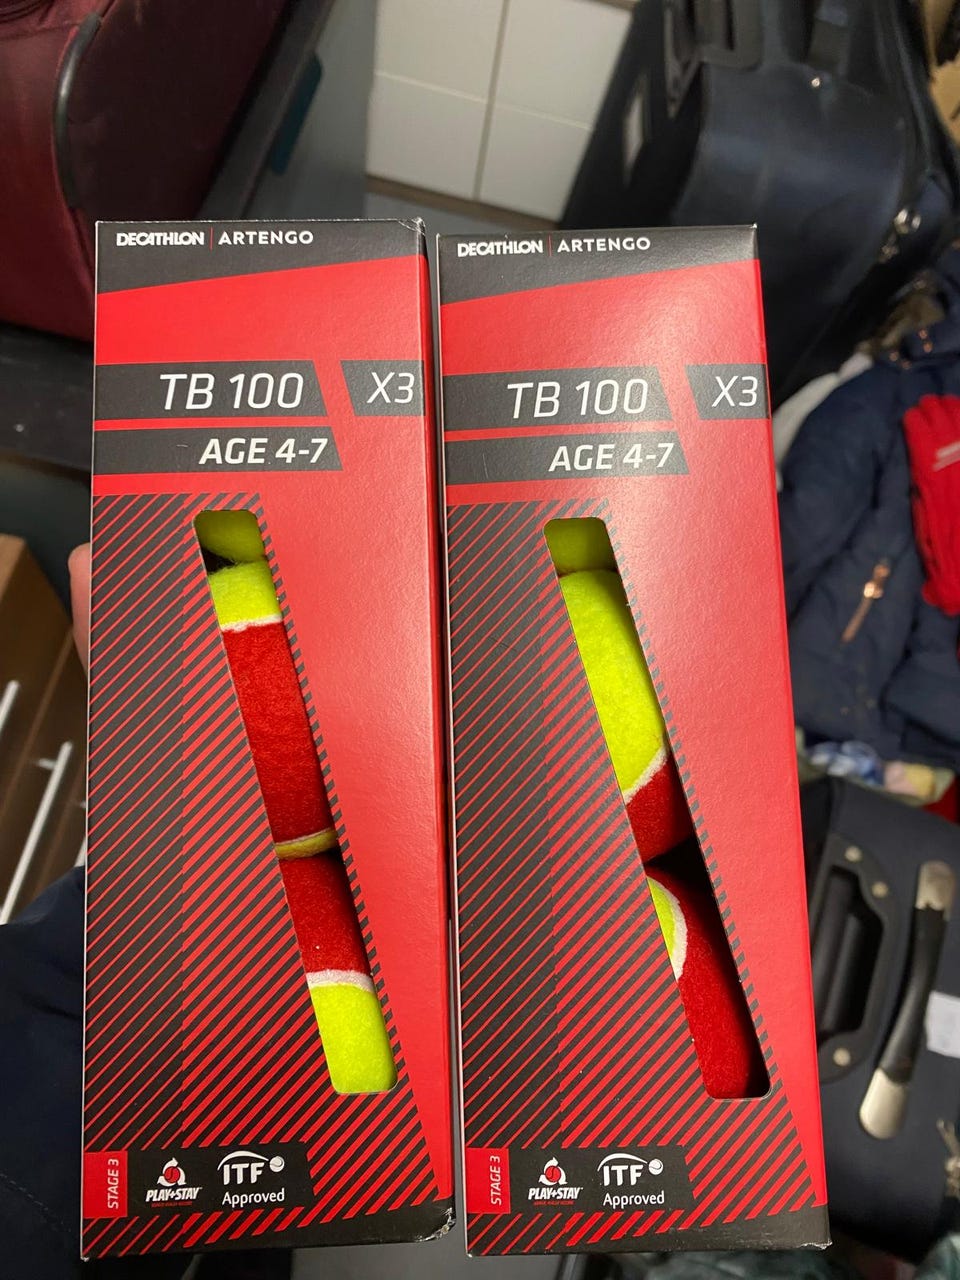 DECATHLON | ARTENGO
TB 100 X3
AGE 4-7
STAGE 3
PLAY+STAY
ITF
Approved
DECATHLON | ARTENGO
TB 100 X3
AGE 4-7
STAGE 3
PLAY+STAY
ITF
Approved